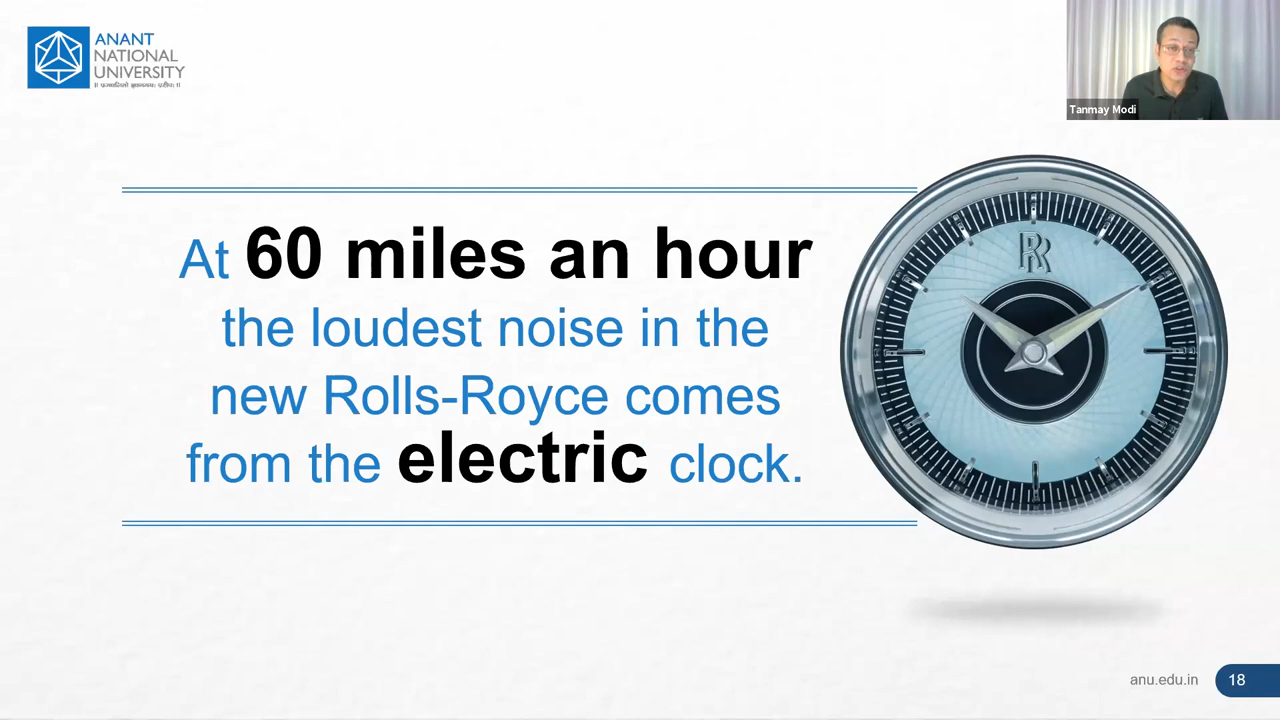 ANANT
NATIONAL
UNIVERSITY
Tanmay Modi
At 60 miles an hour
the loudest noise in the
new Rolls-Royce comes
from the electric clock.
RR
anu.edu.in
18